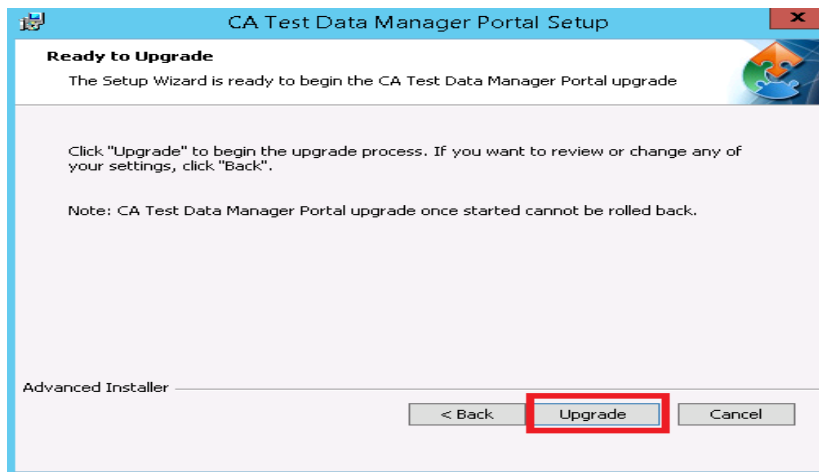 CA Test Data Manager Portal Setup
x
Ready to Upgrade
The Setup Wizard is ready to begin the CA Test Data Manager Portal upgrade
Click "Upgrade" to begin the upgrade process. If you want to review or change any of
your settings, click "Back".
Note: CA Test Data Manager Portal upgrade once started cannot be rolled back.
Advanced Installer
< Back Upgrade Cancel